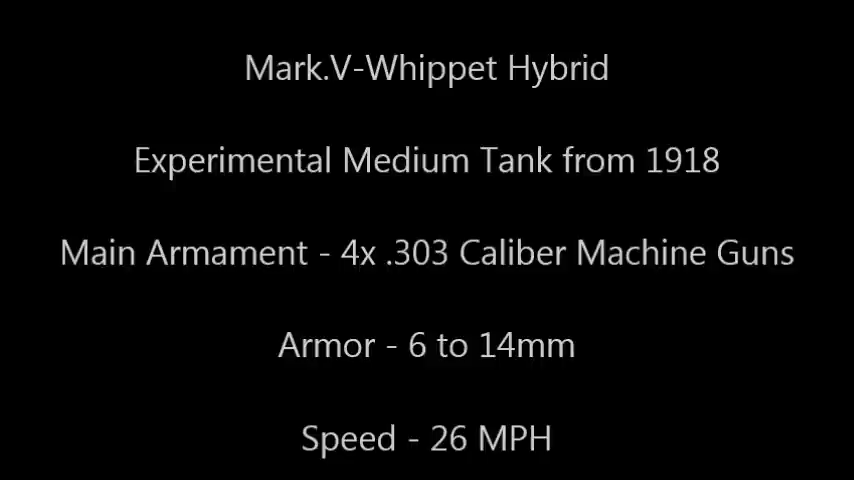 Mark.V-Whippet Hybrid
Experimental Medium Tank from 1918
Main Armament - 4x .303 Caliber Machine Guns
Armor - 6 to 14mm
Speed - 26 MPH